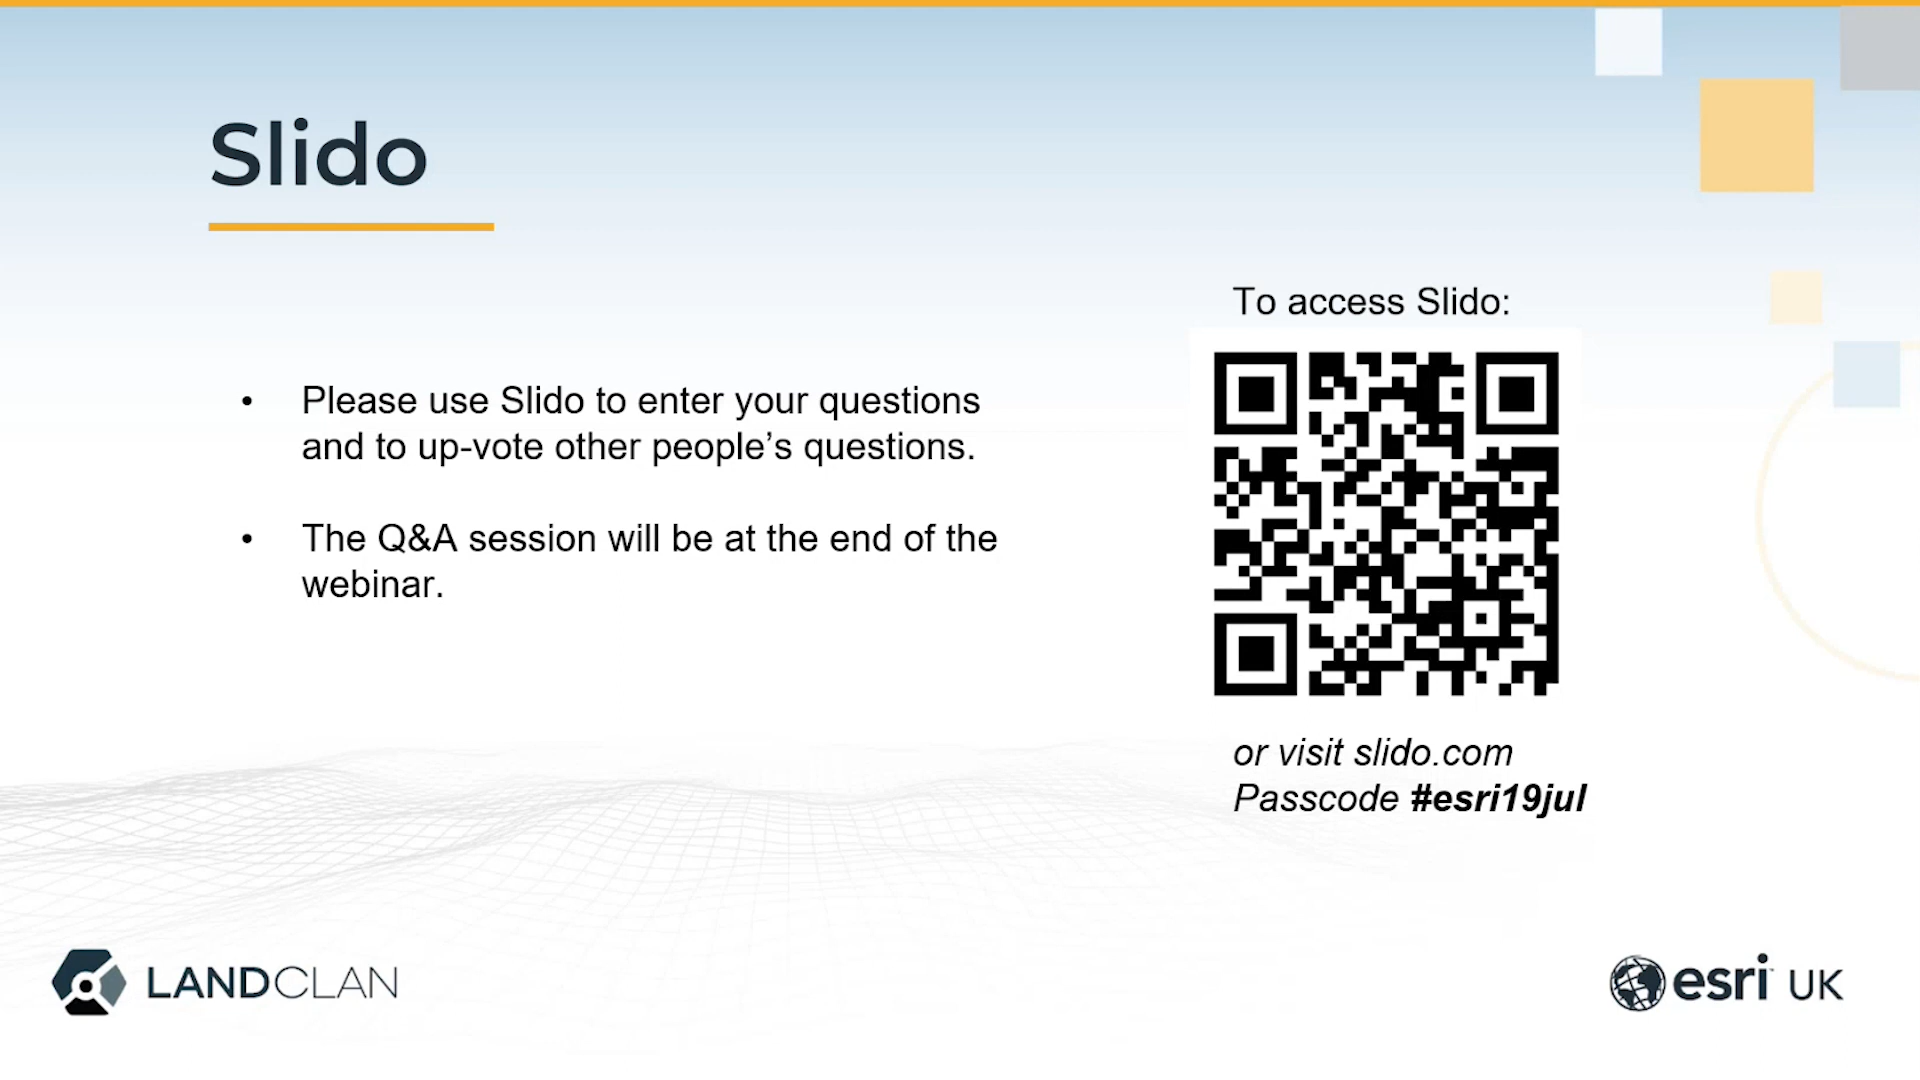 Slido
• Please use Slido to enter your questions
and to up-vote other people’s questions.
• The Q&A session will be at the end of the
webinar.
To access Slido:
or visit slido.com
Passcode #esri19jul
LANDCLAN
esri UK